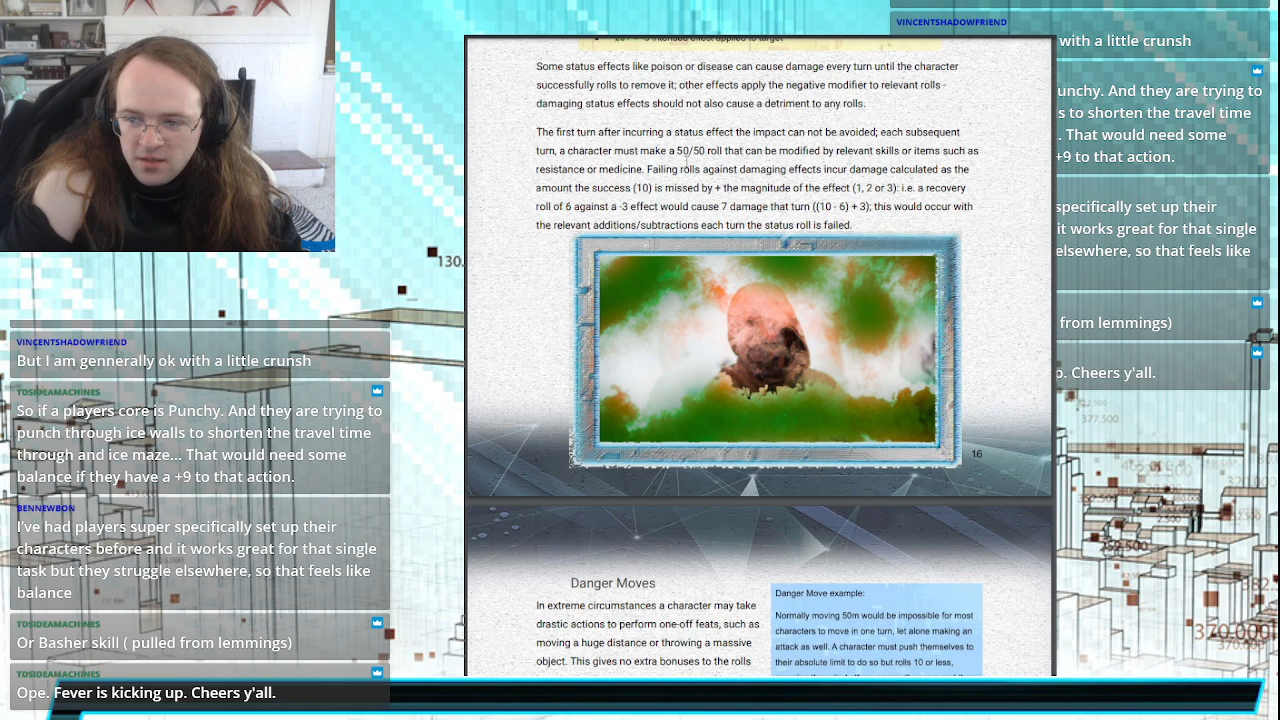 VINCENTSHADOWFRIEND
But I am gennerally ok with a little crunsh
TDSIDEAMACHINES
So if a players core is Punchy. And they are trying to
punch through ice walls to shorten the travel time
through and ice maze... That would need some
balance if they have a +9 to that action.
BENNEWBON
I've had players super specifically set up their
characters before and it works great for that single
task but they struggle elsewhere, so that feels like
balance
TDSIDEAMACHINES
Or Basher skill ( pulled from lemmings)
TDSIDEAMACHINES
Ope. Fever is kicking up. Cheers y'all.
130.
Some status effects like poison or disease can cause damage every turn until the character
successfully rolls to remove it; other effects apply the negative modifier to relevant rolls -
damaging status effects should not also cause a detriment to any rolls.
The first turn after incurring a status effect the impact can not be avoided; each subsequent
turn, a character must make a 50/50 roll that can be modified by relevant skills or items such as
resistance or medicine. Failing rolls against damaging effects incur damage calculated as the
amount the success (10) is missed by + the magnitude of the effect (1, 2 or 3): i.e. a recovery
roll of 6 against a -3 effect would cause 7 damage that turn ((10 - 6) + 3); this would occur with
the relevant additions/subtractions each turn the status roll is failed.
16
Danger Moves
In extreme circumstances a character may take
drastic actions to perform one-off feats, such as
moving a huge distance or throwing a massive
object. This gives no extra bonuses to the rolls
Danger Move example:
Normally moving 50m would be impossible for most
characters to move in one turn, let alone making an
attack as well. A character must push themselves to
their absolute limit to do so but rolls 10 or less,
VINCENTSHADOWFRIEND
with a little crunsh
unchy. And they are trying to
s to shorten the travel time
. That would need some
+9 to that action.
specifically set up their
it works great for that single
elsewhere, so that feels like
from lemmings)
o. Cheers y'all.
377.500
259.500
370.000